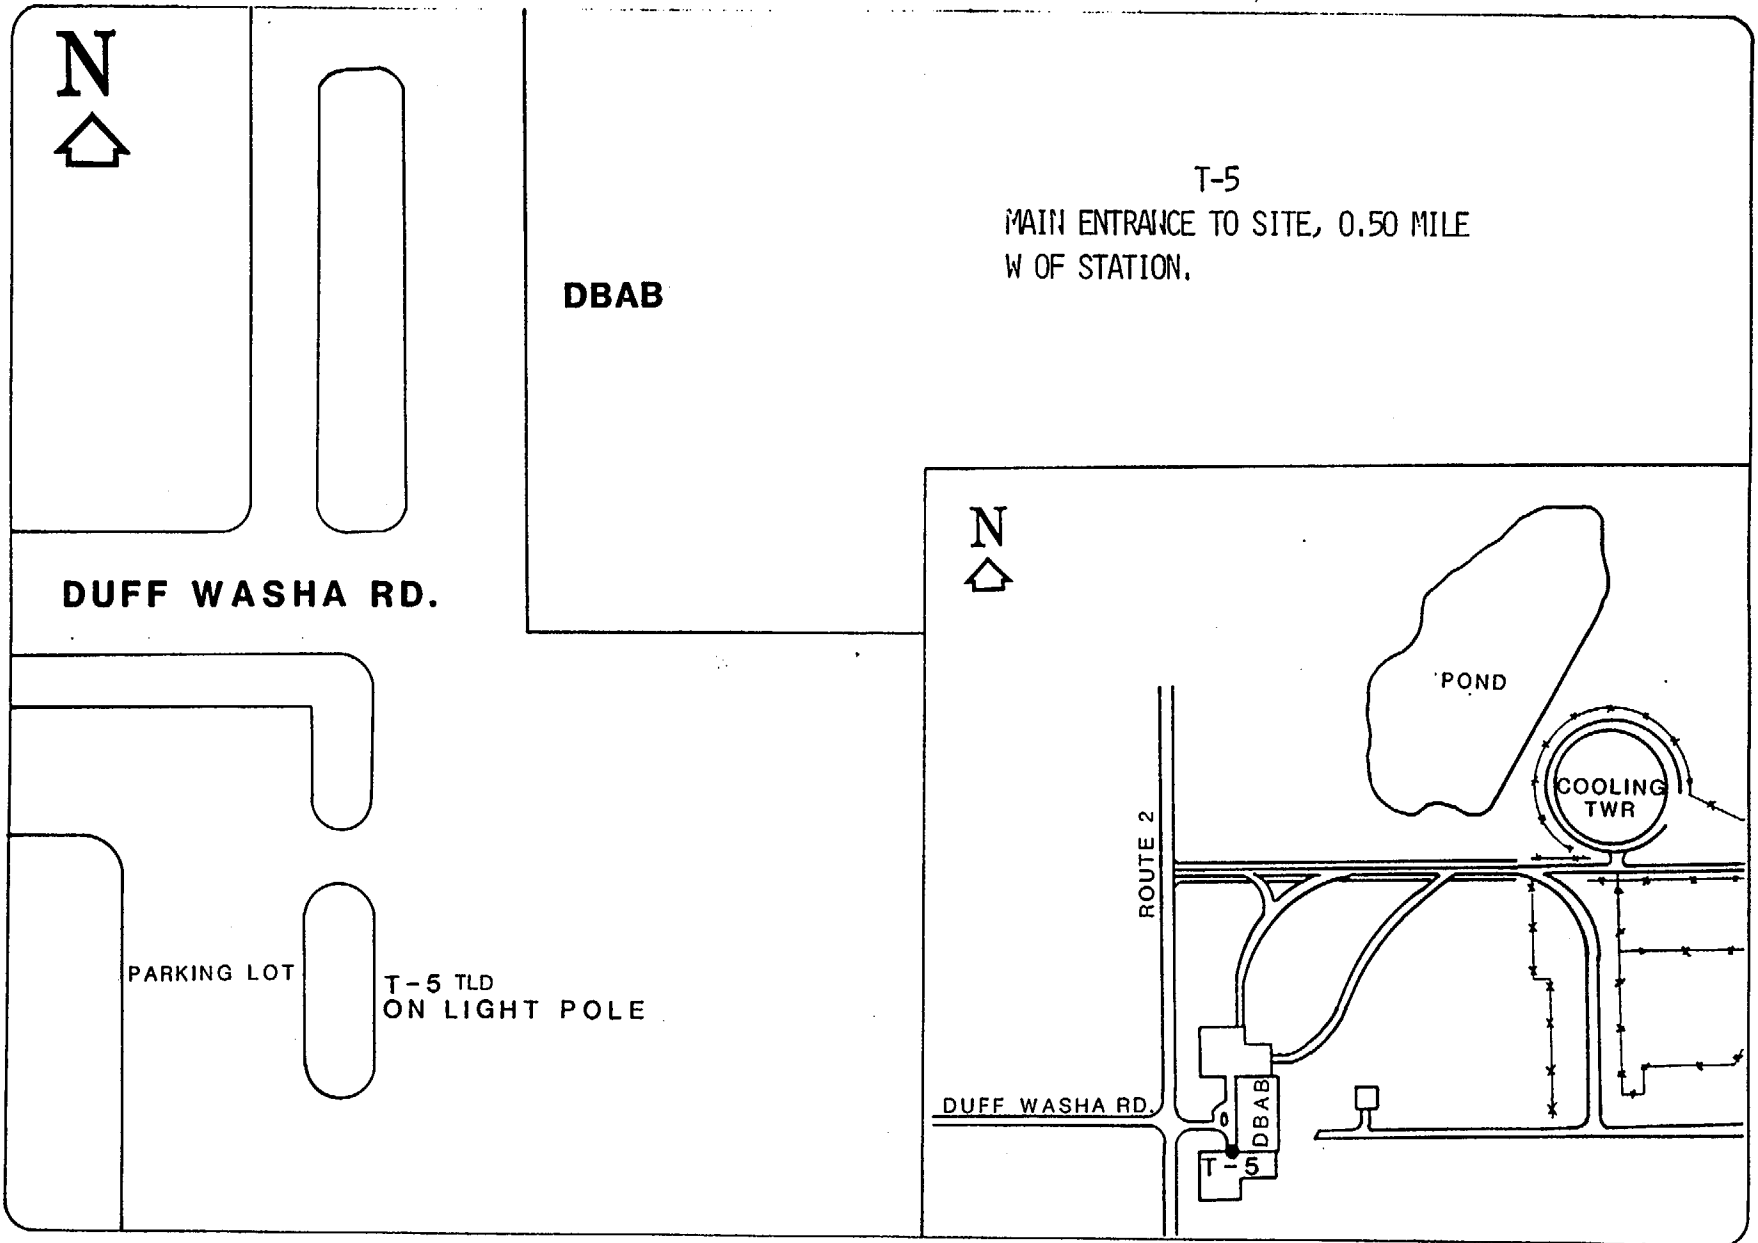 N
T-5
MAIN ENTRANCE TO SITE, 0.50 MILE
W OF STATION.
DBAB
DUFF WASHA RD.
PARKING LOT
T-5 TLD
ON LIGHT POLE
N
POND
COOLING
TWR
ROUTE 2
DUFF WASHA RD.
DBAB
T-5